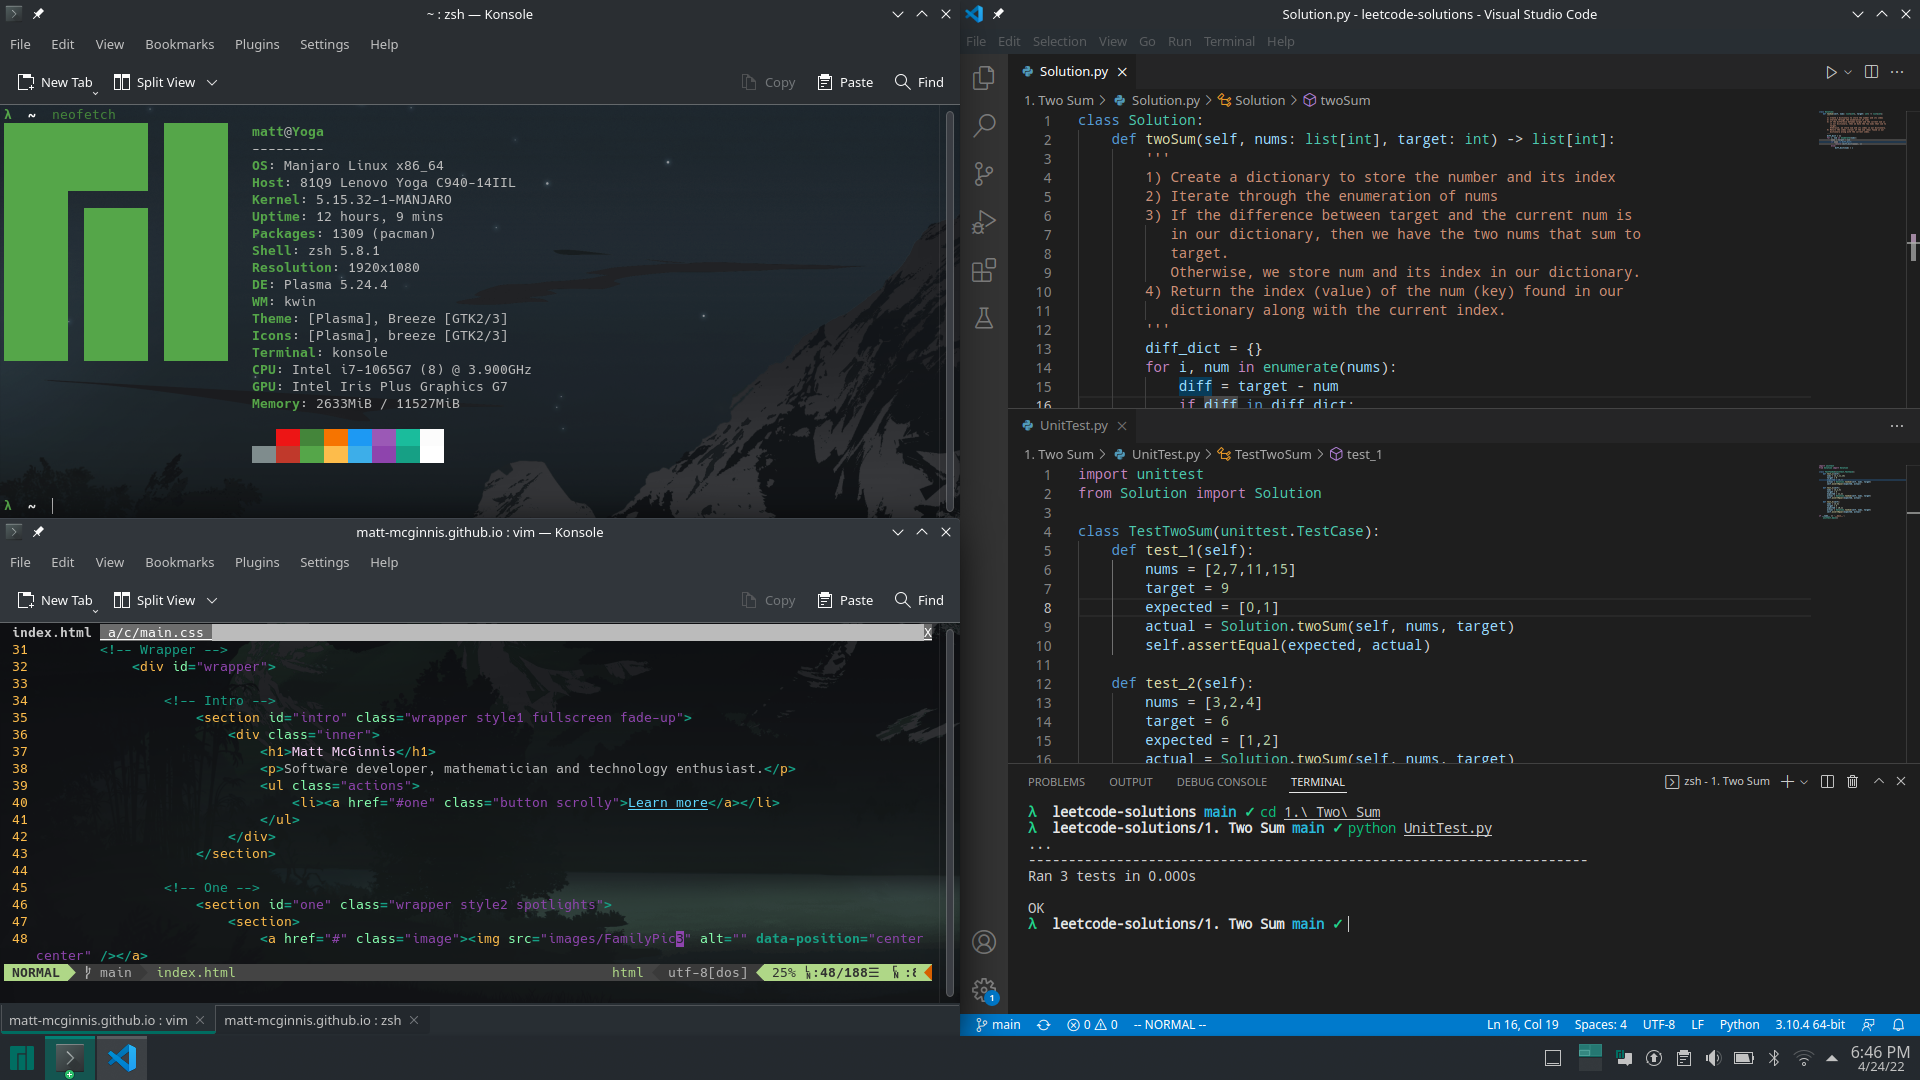 ~ : zsh — Konsole
File Edit View Bookmarks Plugins Settings Help
New Tab Split View Copy Paste Find
λ ~ neofetch
matt@Yoga
---------
OS: Manjaro Linux x86_64
Host: 81Q9 Lenovo Yoga C940-14IIL
Kernel: 5.15.32-1-MANJARO
Uptime: 12 hours, 9 mins
Packages: 1309 (pacman)
Shell: zsh 5.8.1
Resolution: 1920x1080
DE: Plasma 5.24.4
WM: kwin
Theme: [Plasma], Breeze [GTK2/3]
Icons: [Plasma], breeze [GTK2/3]
Terminal: konsole
CPU: Intel i7-1065G7 (8) @ 3.900GHz
GPU: Intel Iris Plus Graphics G7
Memory: 2633MiB / 11527MiB
λ ~
matt-mcginnis.github.io : vim — Konsole
File Edit View Bookmarks Plugins Settings Help
New Tab Split View Copy Paste Find
index.html a/c/main.css X
31 <!-- Wrapper -->
32 <div id="wrapper">
33
34 <!-- Intro -->
35 <section id="intro" class="wrapper style1 fullscreen fade-up">
36 <div class="inner">
37 <h1>Matt McGinnis</h1>
38 <p>Software developer, mathematician and technology enthusiast.</p>
39 <ul class="actions">
40 <li><a href="#one" class="button scrolly">Learn more</a></li>
41 </ul>
42 </div>
43 </section>
44
45 <!-- One -->
46 <section id="one" class="wrapper style2 spotlights">
47 <section>
48 <a href="#" class="image"><img src="images/FamilyPic3" alt="" data-position="center
center" /></a>
NORMAL main index.html html utf-8[dos] 25% :48/188☰ :8
matt-mcginnis.github.io : vim matt-mcginnis.github.io : zsh
Solution.py - leetcode-solutions - Visual Studio Code
File Edit Selection View Go Run Terminal Help
Solution.py
1. Two Sum > Solution.py > Solution > twoSum
1 class Solution:
2 def twoSum(self, nums: list[int], target: int) -> list[int]:
3 '''
4 1) Create a dictionary to store the number and its index
5 2) Iterate through the enumeration of nums
6 3) If the difference between target and the current num is
7 in our dictionary, then we have the two nums that sum to
8 target.
9 Otherwise, we store num and its index in our dictionary.
10 4) Return the index (value) of the num (key) found in our
11 dictionary along with the current index.
12 '''
13 diff_dict = {}
14 for i, num in enumerate(nums):
15 diff = target - num
16 if diff in diff_dict:
UnitTest.py
1. Two Sum > UnitTest.py > TestTwoSum > test_1
1 import unittest
2 from Solution import Solution
3
4 class TestTwoSum(unittest.TestCase):
5 def test_1(self):
6 nums = [2,7,11,15]
7 target = 9
8 expected = [0,1]
9 actual = Solution.twoSum(self, nums, target)
10 self.assertEqual(expected, actual)
11
12 def test_2(self):
13 nums = [3,2,4]
14 target = 6
15 expected = [1,2]
16 actual = Solution.twoSum(self, nums, target)
PROBLEMS OUTPUT DEBUG CONSOLE TERMINAL zsh - 1. Two Sum
λ leetcode-solutions main ✓ cd 1.\ Two\ Sum
λ leetcode-solutions/1. Two Sum main ✓ python UnitTest.py
...
----------------------------------------------------------------------
Ran 3 tests in 0.000s
OK
λ leetcode-solutions/1. Two Sum main ✓
1
main 0 0 -- NORMAL -- Ln 16, Col 19 Spaces: 4 UTF-8 LF Python 3.10.4 64-bit
6:46 PM
4/24/22